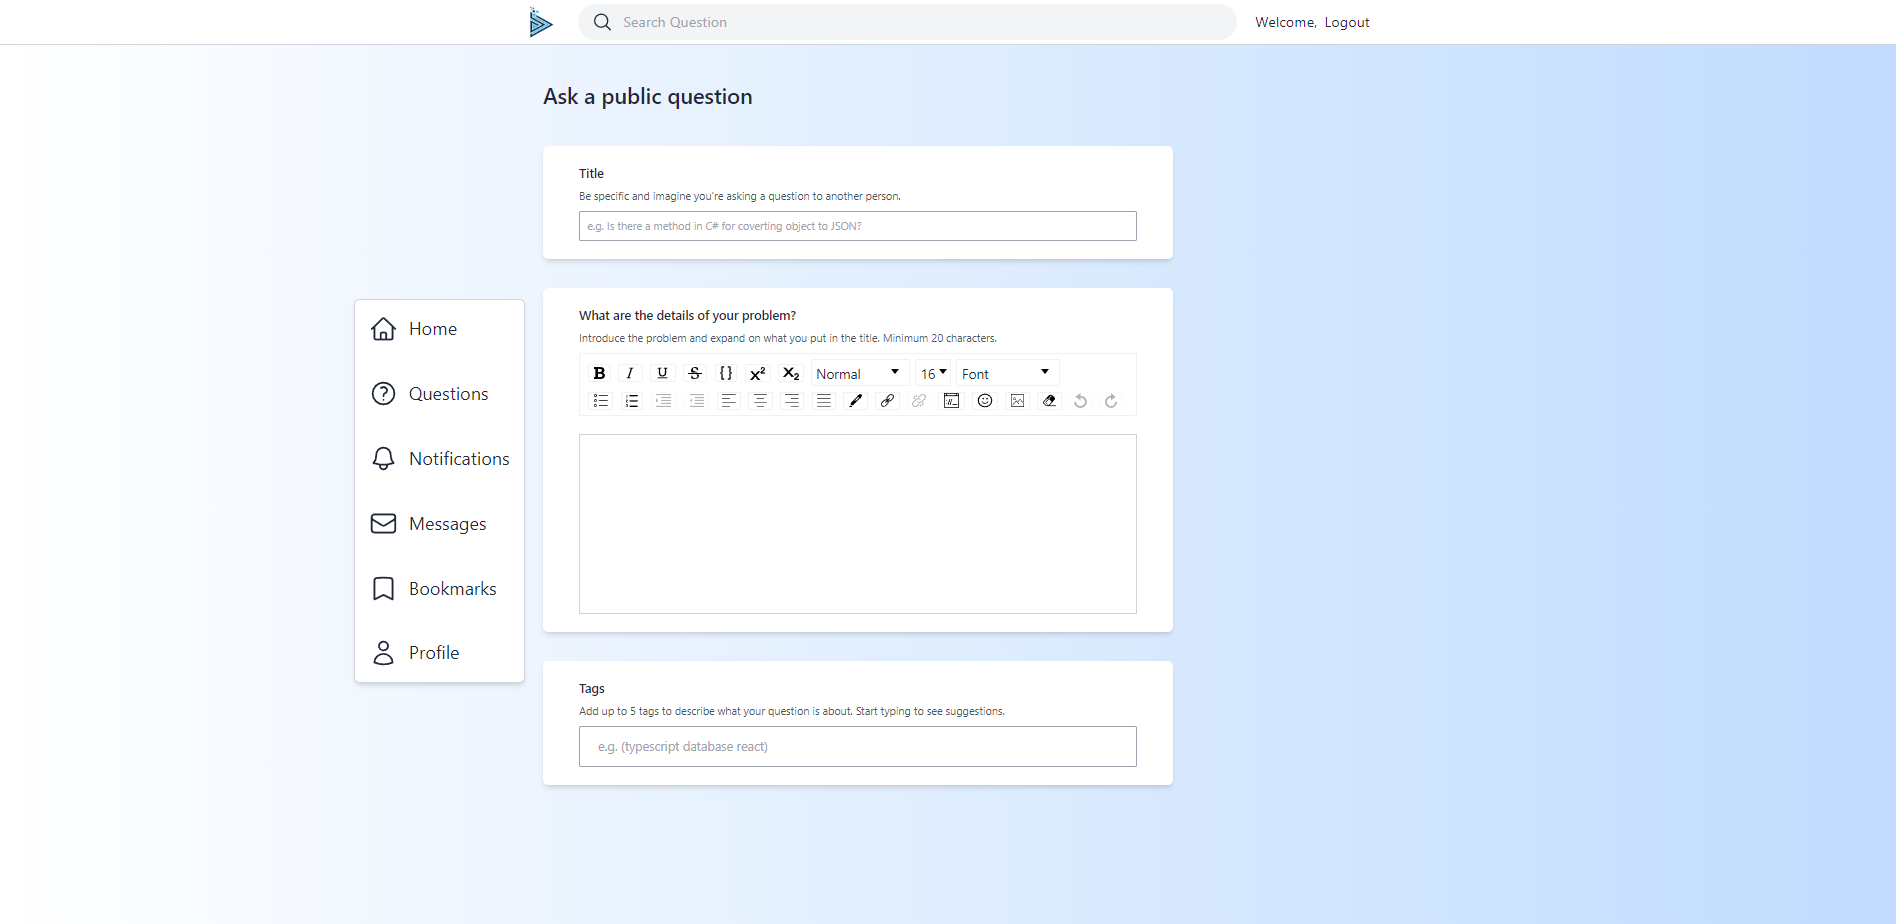 Search Question
Welcome, Logout
Ask a public question
Title
Be specific and imagine you're asking a question to another person.
e.g. Is there a method in C# for coverting object to JSON?
Home
Questions
Notifications
Messages
Bookmarks
Profile
What are the details of your problem?
Introduce the problem and expand on what you put in the title. Minimum 20 characters.
B I U S {} X² X₂ Normal 16 Font
Tags
Add up to 5 tags to describe what your question is about. Start typing to see suggestions.
e.g. (typescript database react)